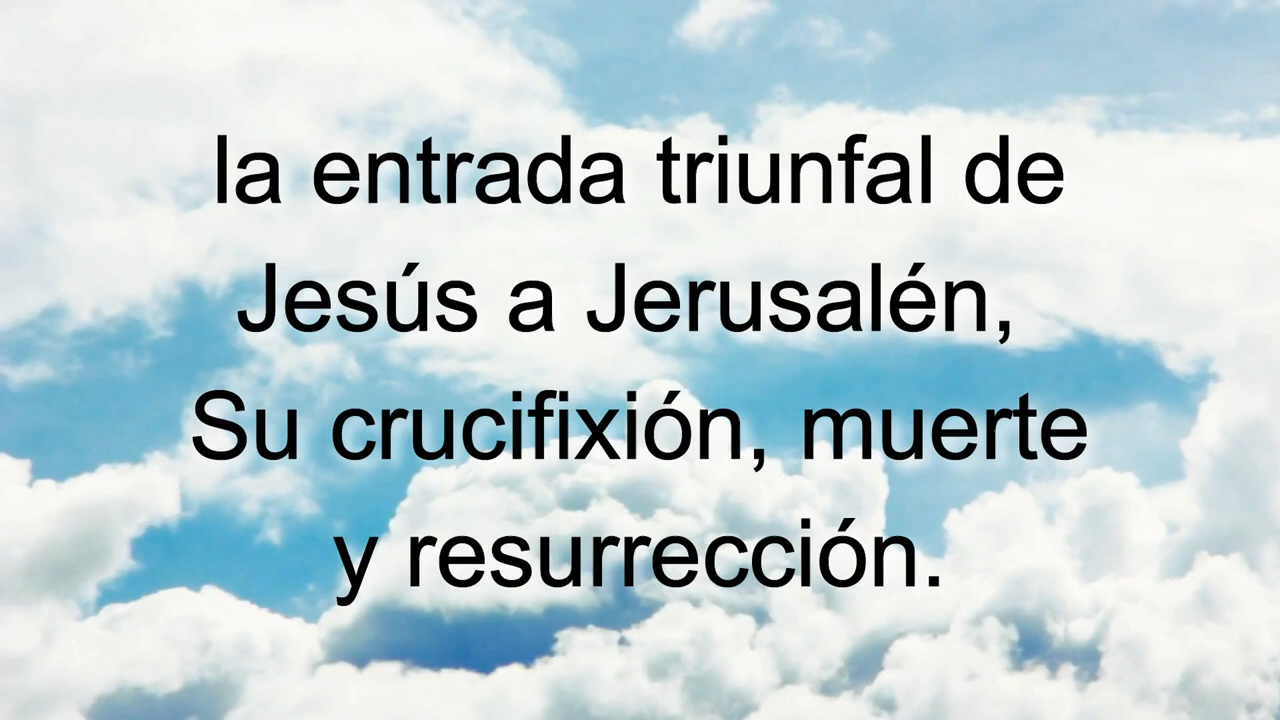 la entrada triunfal de
Jesús a Jerusalén,
Su crucifixión, muerte
y resurrección.